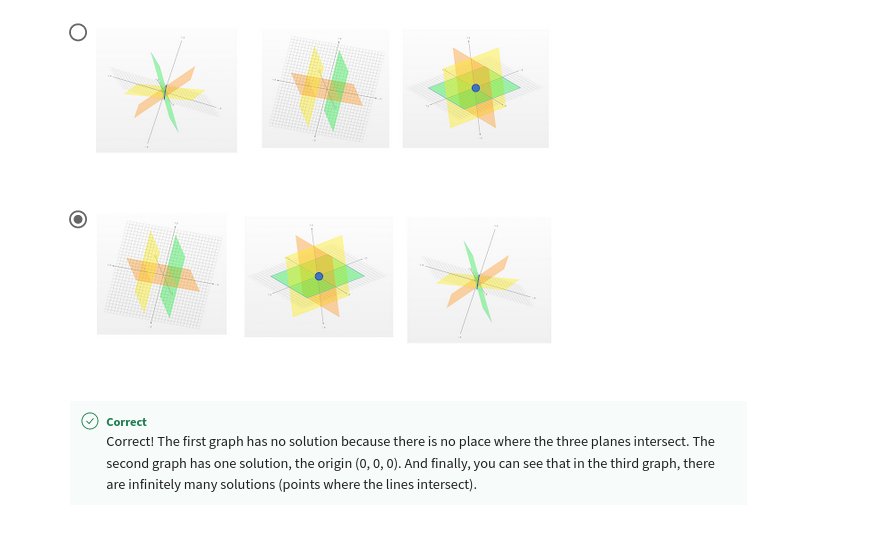 Correct
Correct! The first graph has no solution because there is no place where the three planes intersect. The
second graph has one solution, the origin (0, 0, 0). And finally, you can see that in the third graph, there
are infinitely many solutions (points where the lines intersect).